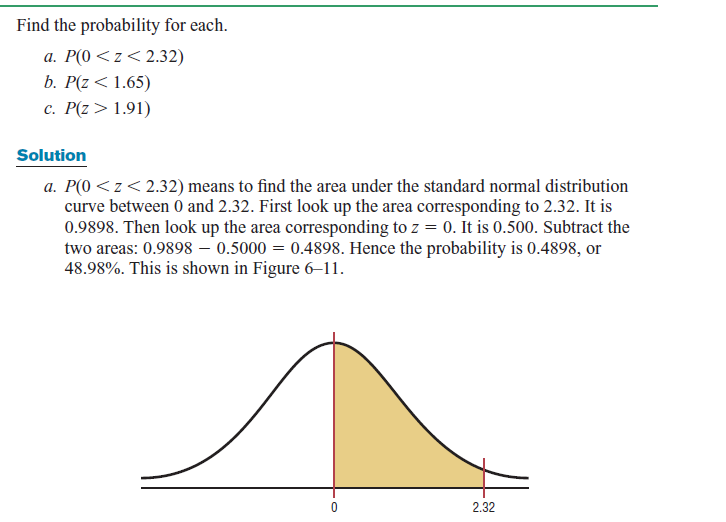 Find the probability for each.
a. P(0 < z < 2.32)
b. P(z < 1.65)
c. P(z > 1.91)
Solution
a. P(0 < z < 2.32) means to find the area under the standard normal distribution
curve between 0 and 2.32. First look up the area corresponding to 2.32. It is
0.9898. Then look up the area corresponding to z = 0. It is 0.500. Subtract the
two areas: 0.9898 − 0.5000 = 0.4898. Hence the probability is 0.4898, or
48.98%. This is shown in Figure 6–11.
0 2.32